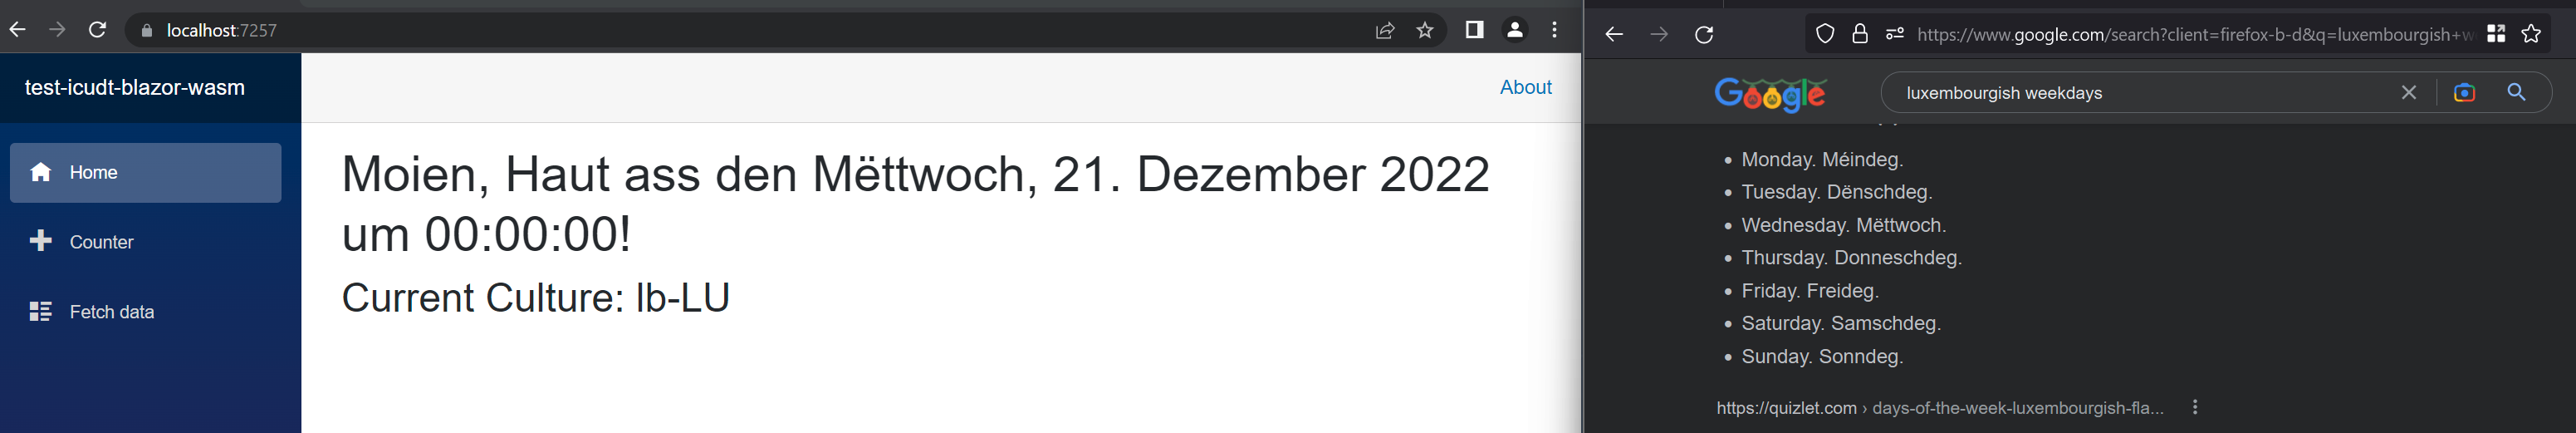 localhost:7257
test-icudt-blazor-wasm
About
Home
Counter
Fetch data
Moien, Haut ass den Mëttwoch, 21. Dezember 2022
um 00:00:00!
Current Culture: lb-LU
https://www.google.com/search?client=firefox-b-d&q=luxembourgish+w
Google
luxembourgish weekdays
• Monday. Méindeg.
• Tuesday. Dënschdeg.
• Wednesday. Mëttwoch.
• Thursday. Donneschdeg.
• Friday. Freideg.
• Saturday. Samschdeg.
• Sunday. Sonndeg.
https://quizlet.com › days-of-the-week-luxembourgish-fla...